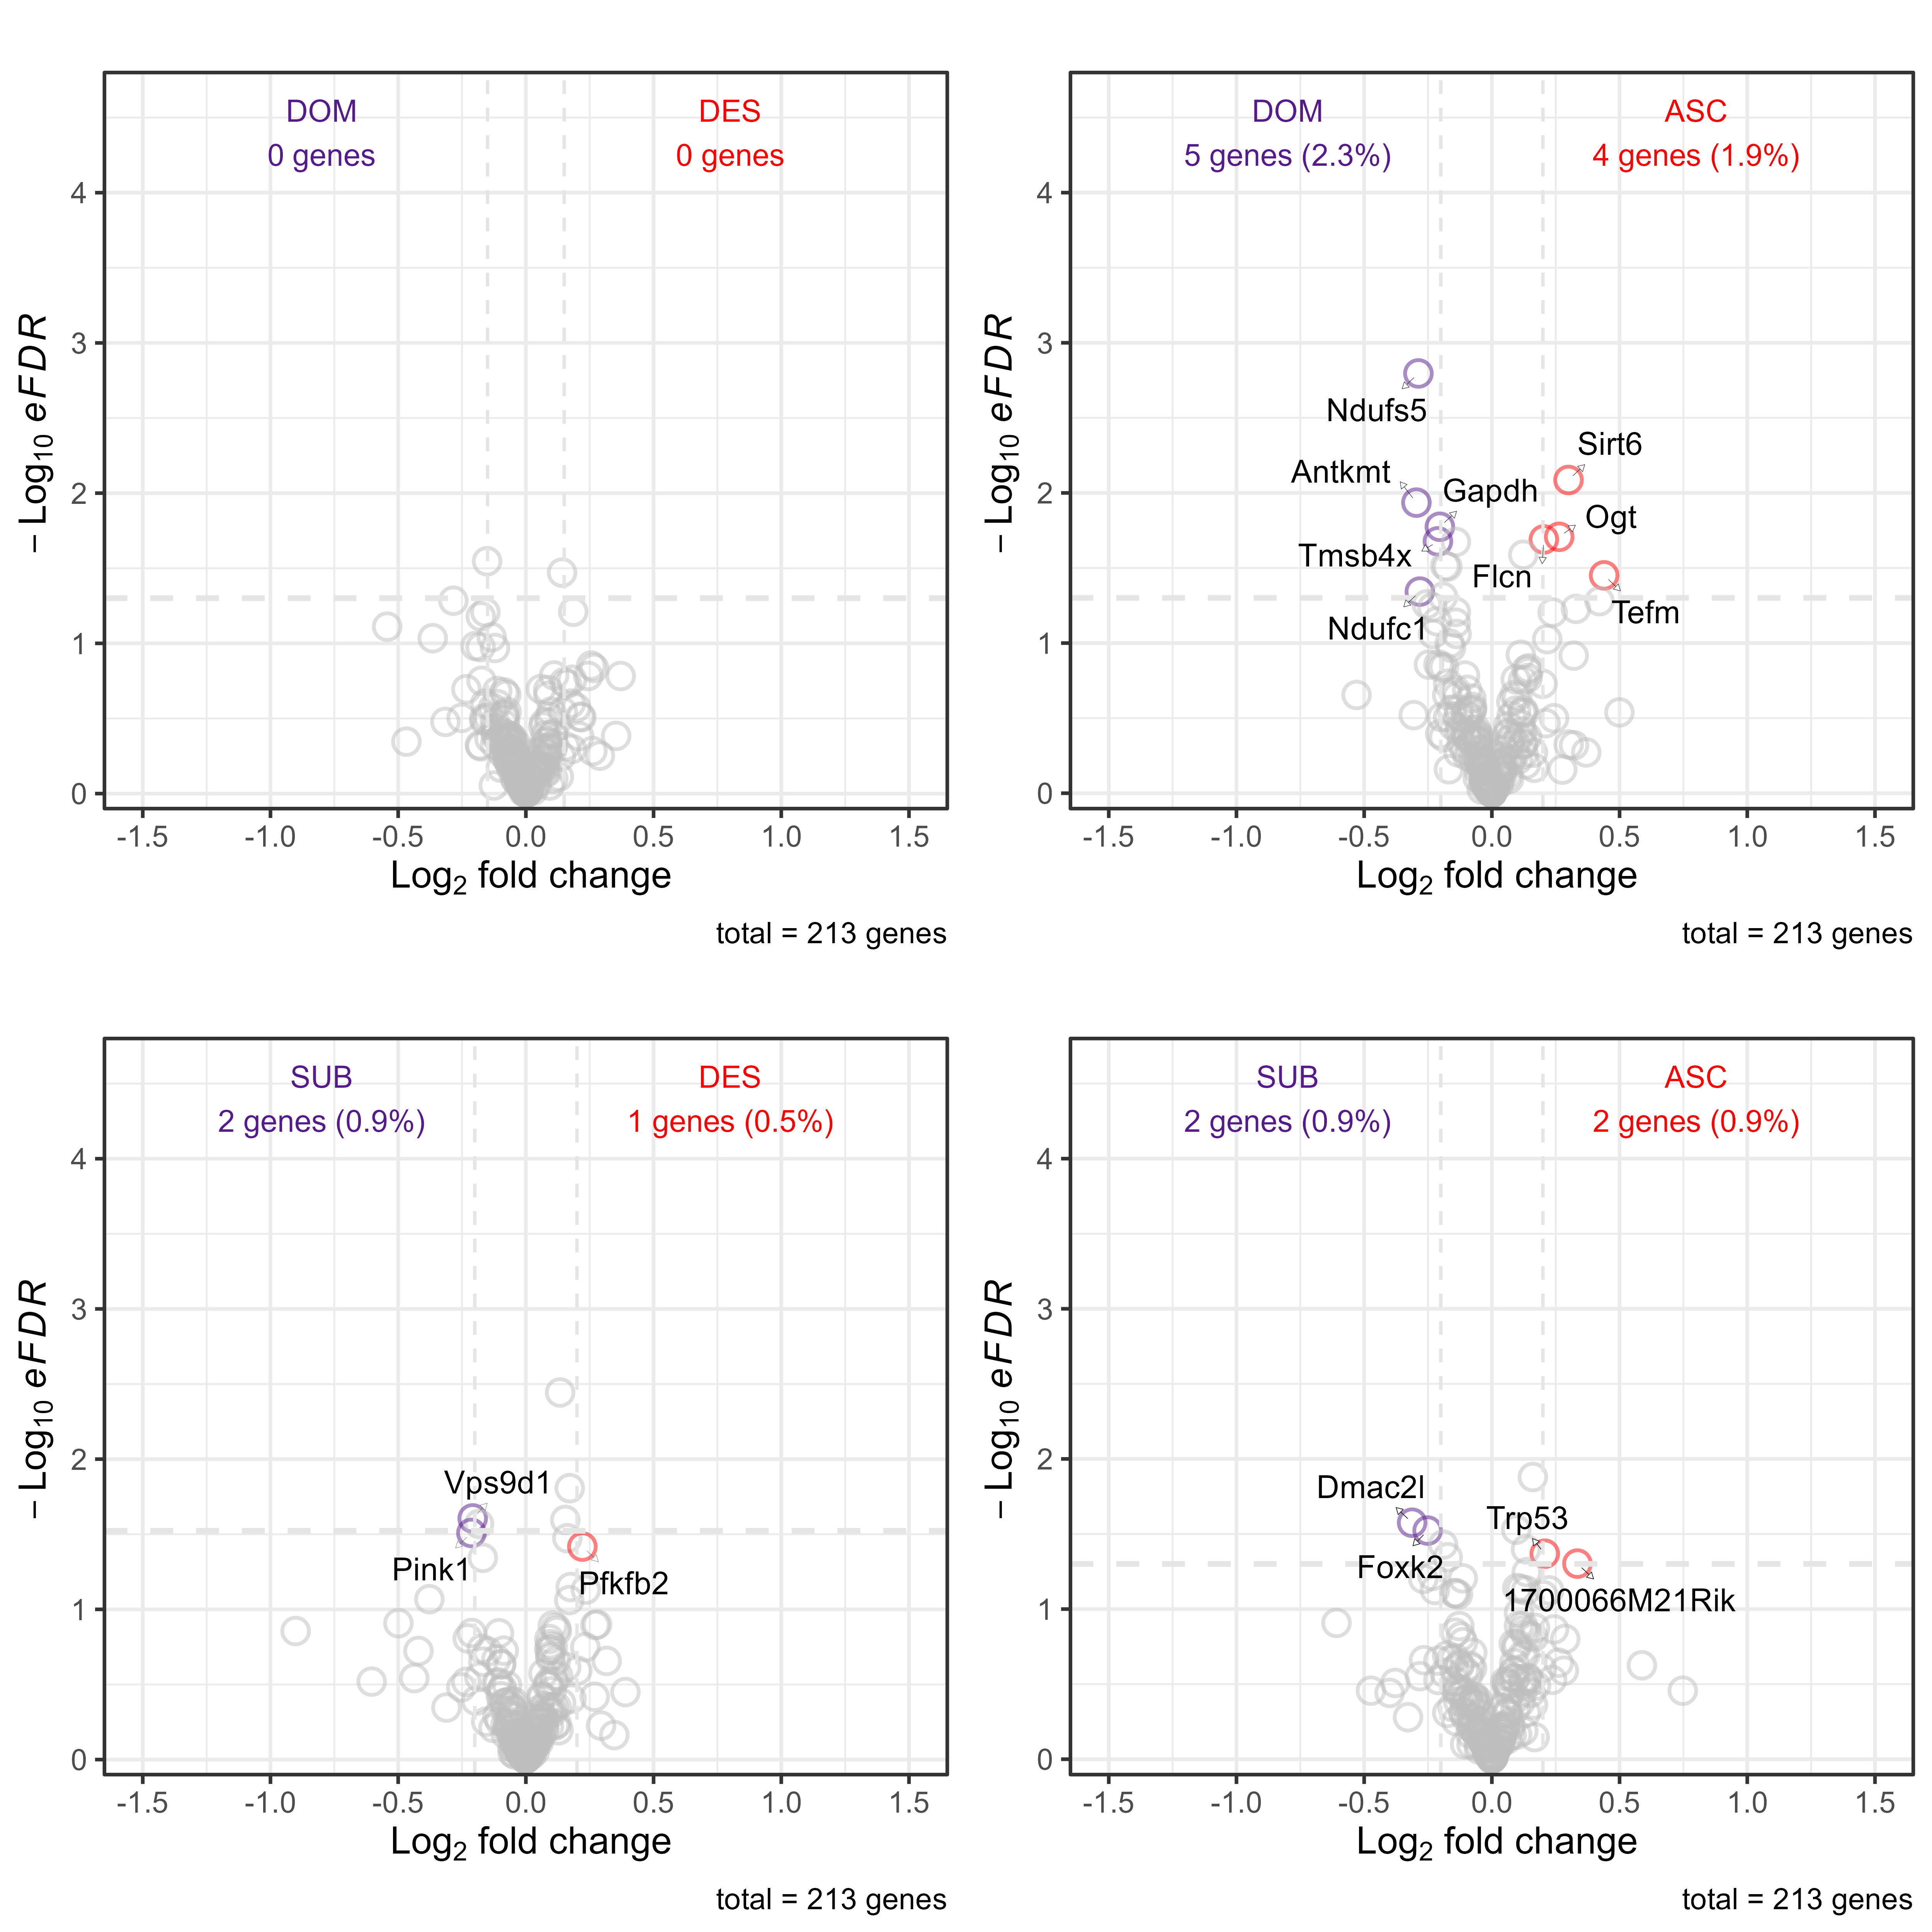 DOM DES
0 genes 0 genes
4
3
2
1
0
− Log10 eFDR
-1.5 -1.0 -0.5 0.0 0.5 1.0 1.5
Log2 fold change
total = 213 genes
DOM ASC
5 genes (2.3%) 4 genes (1.9%)
4
3
2
1
0
− Log10 eFDR
Ndufs5
Sirt6
Antkmt
Gapdh
Ogt
Tmsb4x
Flcn
Tefm
Ndufc1
-1.5 -1.0 -0.5 0.0 0.5 1.0 1.5
Log2 fold change
total = 213 genes
SUB DES
2 genes (0.9%) 1 genes (0.5%)
4
3
2
1
0
− Log10 eFDR
Vps9d1
Pink1
Pfkfb2
-1.5 -1.0 -0.5 0.0 0.5 1.0 1.5
Log2 fold change
total = 213 genes
SUB ASC
2 genes (0.9%) 2 genes (0.9%)
4
3
2
1
0
− Log10 eFDR
Dmac2l
Trp53
Foxk2
1700066M21Rik
-1.5 -1.0 -0.5 0.0 0.5 1.0 1.5
Log2 fold change
total = 213 genes